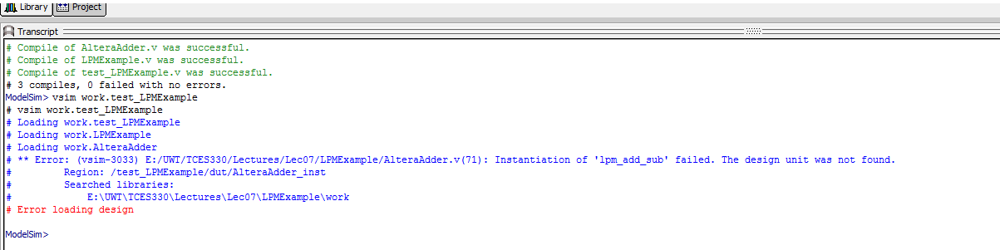 Library Project
Transcript
# Compile of AlteraAdder.v was successful.
# Compile of LPMExample.v was successful.
# Compile of test_LPMExample.v was successful.
# 3 compiles, 0 failed with no errors.
ModelSim> vsim work.test_LPMExample
# vsim work.test_LPMExample
# Loading work.test_LPMExample
# Loading work.LPMExample
# Loading work.AlteraAdder
# ** Error: (vsim-3033) E:/UWT/TCES330/Lectures/Lec07/LPMExample/AlteraAdder.v(71): Instantiation of 'lpm_add_sub' failed. The design unit was not found.
# Region: /test_LPMExample/dut/AlteraAdder_inst
# Searched libraries:
# E:\UWT\TCES330\Lectures\Lec07\LPMExample\work
# Error loading design
ModelSim>